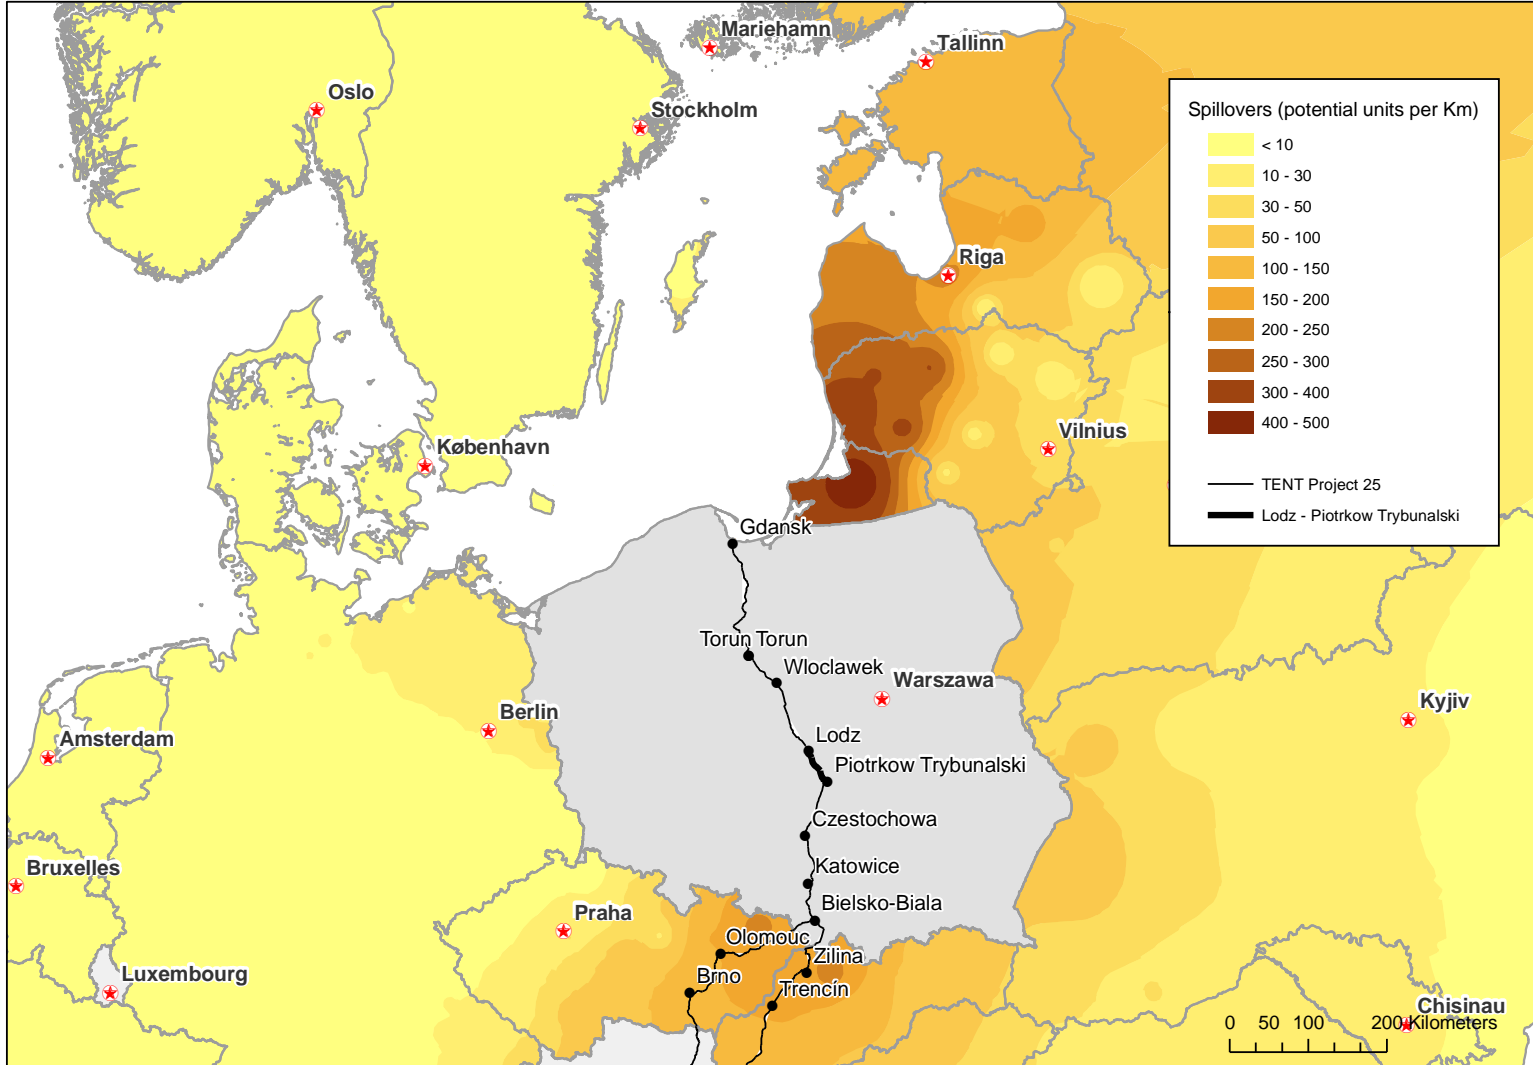 Mariehamn
Tallinn
Oslo
Stockholm
Spillovers (potential units per Km)
< 10
10 - 30
30 - 50
50 - 100
100 - 150
150 - 200
200 - 250
250 - 300
300 - 400
400 - 500
TENT Project 25
Lodz - Piotrkow Trybunalski
Riga
København
Vilnius
Gdansk
Torun Torun
Wloclawek
Warszawa
Berlin
Kyjiv
Amsterdam
Lodz
Piotrkow Trybunalski
Czestochowa
Bruxelles
Katowice
Bielsko-Biala
Praha
Olomouc
Zilina
Luxembourg
Brno
Trencín
Chisinau
0 50 100 200 Kilometers